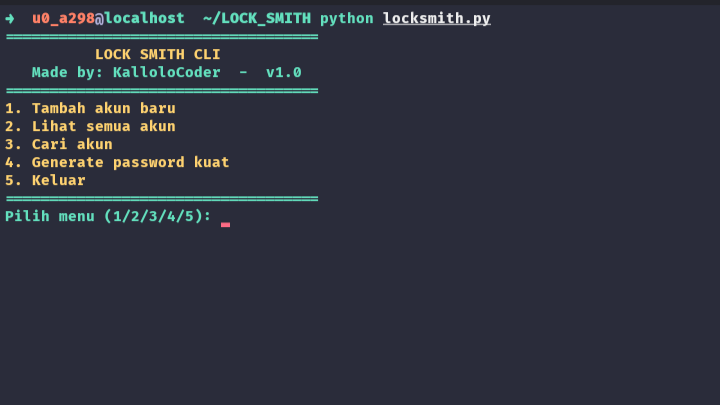 ➜ u0_a298@localhost ~/LOCK_SMITH python locksmith.py
===================================
LOCK SMITH CLI
Made by: KalloloCoder - v1.0
===================================
1. Tambah akun baru
2. Lihat semua akun
3. Cari akun
4. Generate password kuat
5. Keluar
===================================
Pilih menu (1/2/3/4/5):